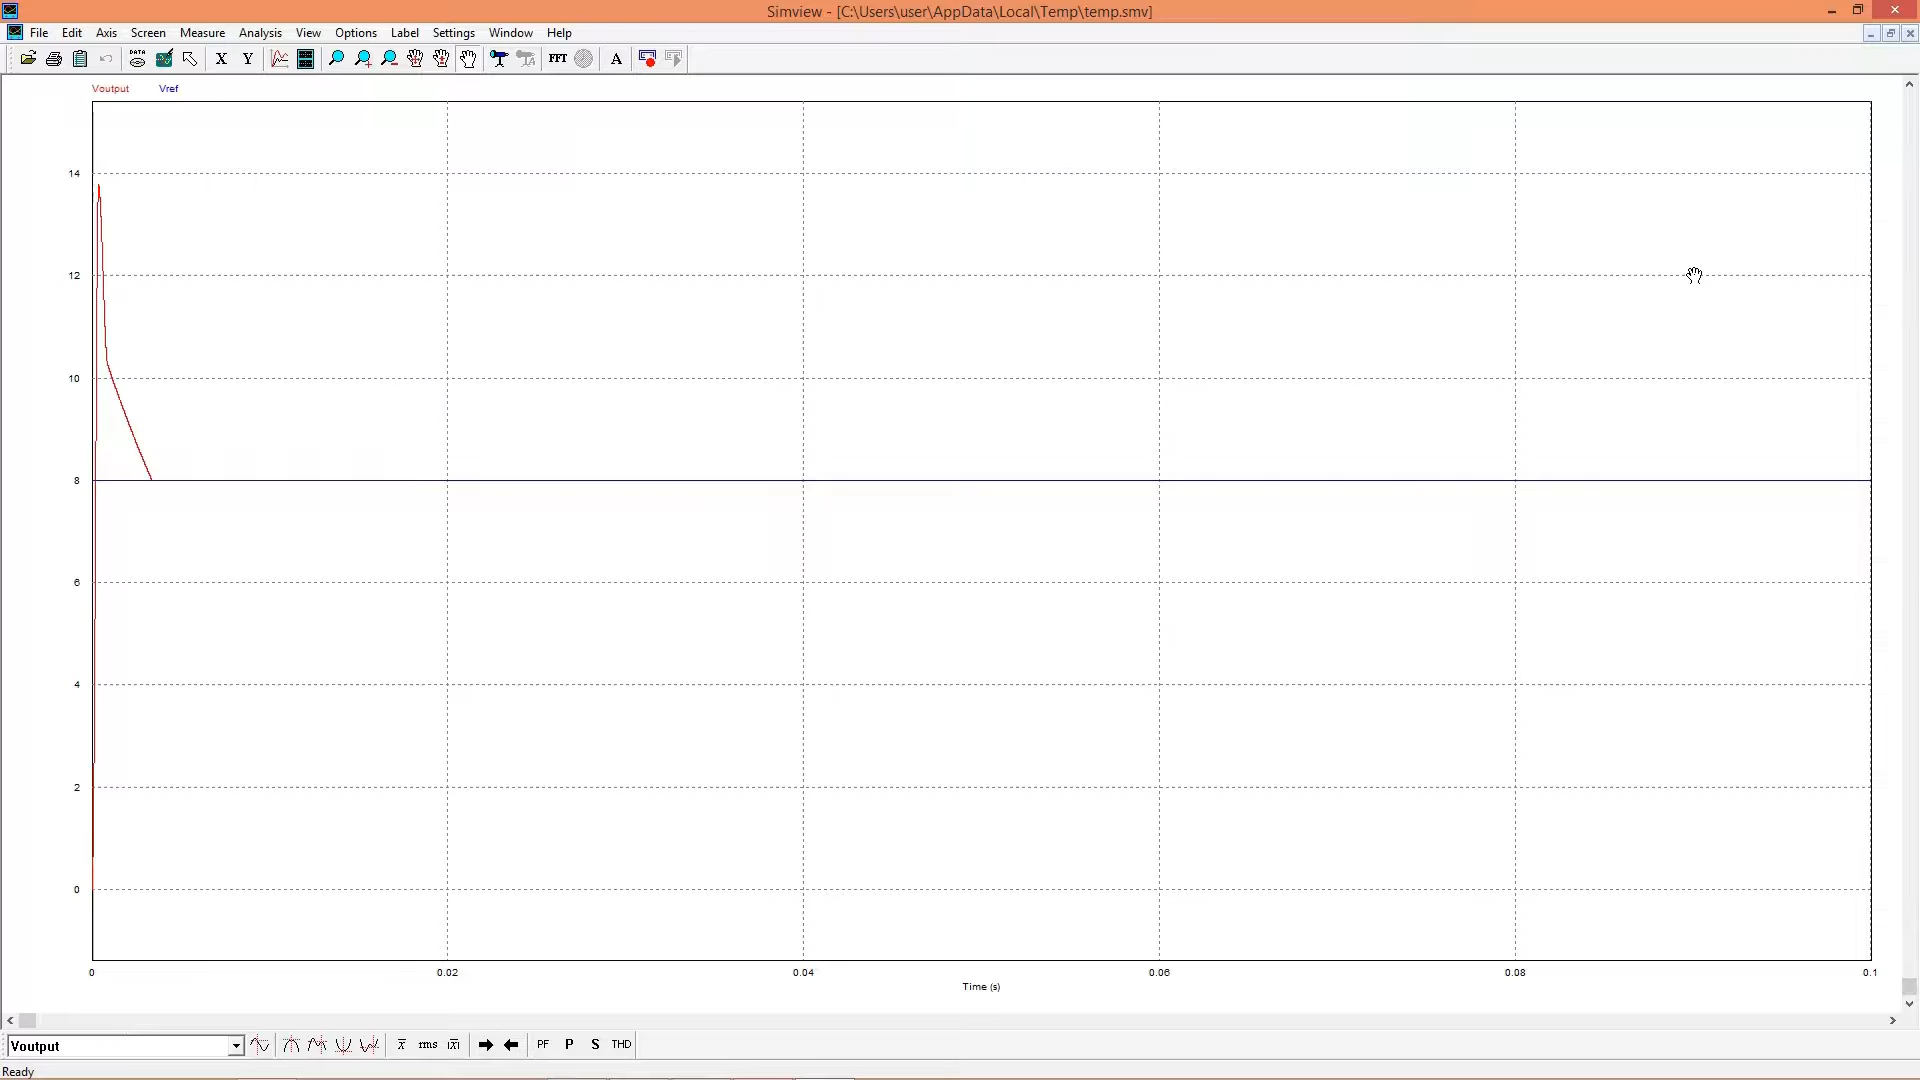 Simview - [C:\Users\user\AppData\Local\Temp\temp.smv]
File Edit Axis Screen Measure Analysis View Options Label Settings Window Help
DATA X Y FFT A
Voutput Vref
14
12
10
8
6
4
2
0
0 0.02 0.04 0.06 0.08 0.1
Time (s)
Voutput x̅ rms |x| PF P S THD
Ready